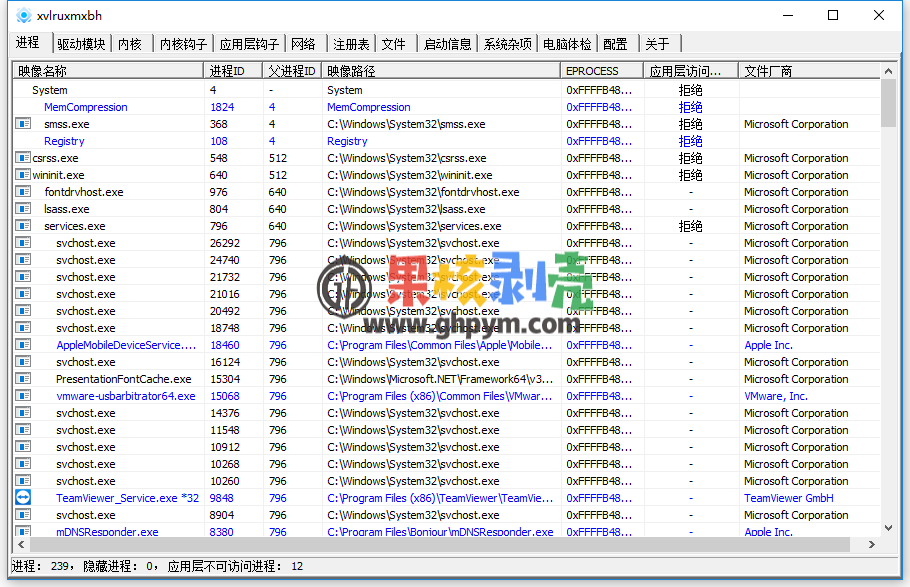 xvlruxmxbh
进程 驱动模块 内核 内核钩子 应用层钩子 网络 注册表 文件 启动信息 系统杂项 电脑体检 配置 关于
映像名称 进程ID 父进程ID 映像路径 EPROCESS 应用层访问... 文件厂商
System 4 - System 0xFFFFB48... 拒绝
MemCompression 1824 4 MemCompression 0xFFFFB48... 拒绝
smss.exe 368 4 C:\Windows\System32\smss.exe 0xFFFFB48... 拒绝 Microsoft Corporation
Registry 108 4 Registry 0xFFFFB48... 拒绝
csrss.exe 548 512 C:\Windows\System32\csrss.exe 0xFFFFB48... 拒绝 Microsoft Corporation
wininit.exe 640 512 C:\Windows\System32\wininit.exe 0xFFFFB48... 拒绝 Microsoft Corporation
fontdrvhost.exe 976 640 C:\Windows\System32\fontdrvhost.exe 0xFFFFB48... - Microsoft Corporation
lsass.exe 804 640 C:\Windows\System32\lsass.exe 0xFFFFB48... - Microsoft Corporation
services.exe 796 640 C:\Windows\System32\services.exe 0xFFFFB48... 拒绝 Microsoft Corporation
svchost.exe 26292 796 C:\Windows\System32\svchost.exe 0xFFFFB48... - Microsoft Corporation
svchost.exe 24740 796 C:\Windows\System32\svchost.exe 0xFFFFB48... - Microsoft Corporation
svchost.exe 21732 796 C:\Windows\System32\svchost.exe 0xFFFFB48... - Microsoft Corporation
svchost.exe 21016 796 C:\Windows\System32\svchost.exe 0xFFFFB48... - Microsoft Corporation
svchost.exe 20492 796 C:\Windows\System32\svchost.exe 0xFFFFB48... - Microsoft Corporation
svchost.exe 18748 796 C:\Windows\System32\svchost.exe 0xFFFFB48... - Microsoft Corporation
果核剥壳
www.ghpym.com
AppleMobileDeviceService.... 18460 796 C:\Program Files\Common Files\Apple\Mobile... 0xFFFFB48... - Apple Inc.
svchost.exe 16124 796 C:\Windows\System32\svchost.exe 0xFFFFB48... - Microsoft Corporation
PresentationFontCache.exe 15304 796 C:\Windows\Microsoft.NET\Framework64\v3... 0xFFFFB48... - Microsoft Corporation
vmware-usbarbitrator64.exe 15068 796 C:\Program Files (x86)\Common Files\VMwar... 0xFFFFB48... - VMware, Inc.
svchost.exe 14376 796 C:\Windows\System32\svchost.exe 0xFFFFB48... - Microsoft Corporation
svchost.exe 11548 796 C:\Windows\System32\svchost.exe 0xFFFFB48... - Microsoft Corporation
svchost.exe 10912 796 C:\Windows\System32\svchost.exe 0xFFFFB48... - Microsoft Corporation
svchost.exe 10268 796 C:\Windows\System32\svchost.exe 0xFFFFB48... - Microsoft Corporation
svchost.exe 10260 796 C:\Windows\System32\svchost.exe 0xFFFFB48... - Microsoft Corporation
TeamViewer_Service.exe *32 9848 796 C:\Program Files (x86)\TeamViewer\TeamVie... 0xFFFFB48... - TeamViewer GmbH
svchost.exe 8904 796 C:\Windows\System32\svchost.exe 0xFFFFB48... - Microsoft Corporation
mDNSResponder.exe 8380 796 C:\Program Files\Bonjour\mDNSResponder.exe 0xFFFFB48... - Apple Inc.
进程: 239, 隐藏进程: 0, 应用层不可访问进程: 12